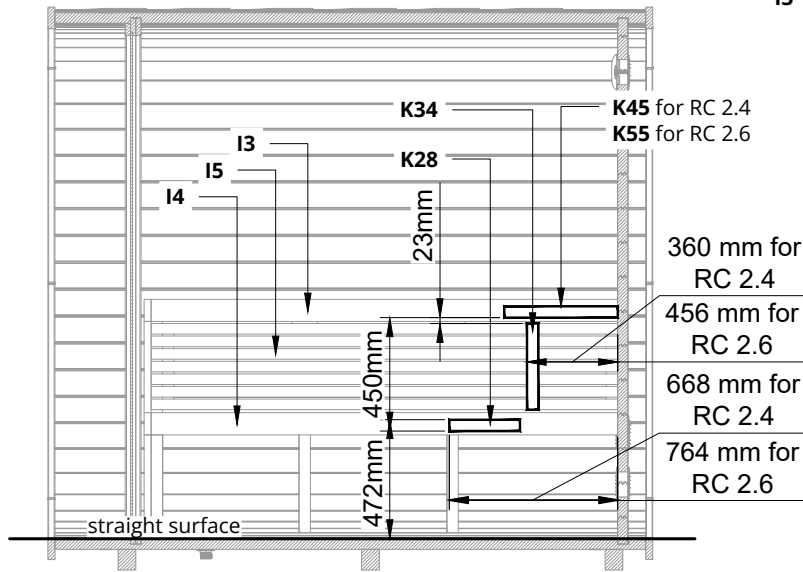 K34
K45 for RC 2.4
K55 for RC 2.6
I3
K28
I5
I4
23mm
360 mm for
RC 2.4
456 mm for
RC 2.6
450mm
668 mm for
RC 2.4
764 mm for
RC 2.6
472mm
straight surface